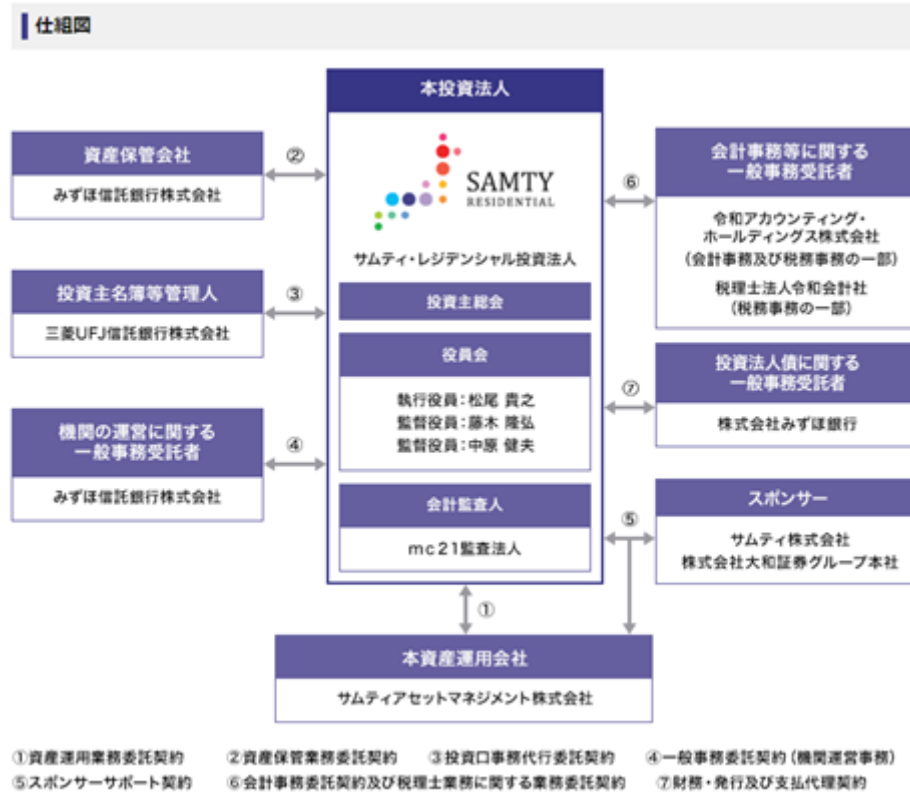 仕組図
本投資法人
SAMTY
RESIDENTIAL
サムティ・レジデンシャル投資法人
投資主総会
役員会
執行役員：松尾 貴之
監督役員：藤木 隆弘
監督役員：中原 健夫
会計監査人
mc21監査法人
資産保管会社
みずほ信託銀行株式会社
②
投資主名簿等管理人
三菱UFJ信託銀行株式会社
③
機関の運営に関する
一般事務受託者
みずほ信託銀行株式会社
④
会計事務等に関する
一般事務受託者
令和アカウンティング・
ホールディングス株式会社
（会計事務及び税務事務の一部）
税理士法人令和会計社
（税務事務の一部）
⑥
投資法人債に関する
一般事務受託者
株式会社みずほ銀行
⑦
スポンサー
サムティ株式会社
株式会社大和証券グループ本社
⑤
①
本資産運用会社
サムティアセットマネジメント株式会社
①資産運用業務委託契約 ②資産保管業務委託契約 ③投資口事務代行委託契約 ④一般事務委託契約（機関運営事務）
⑤スポンサーサポート契約 ⑥会計事務委託契約及び税理士業務に関する業務委託契約 ⑦財務・発行及び支払代理契約